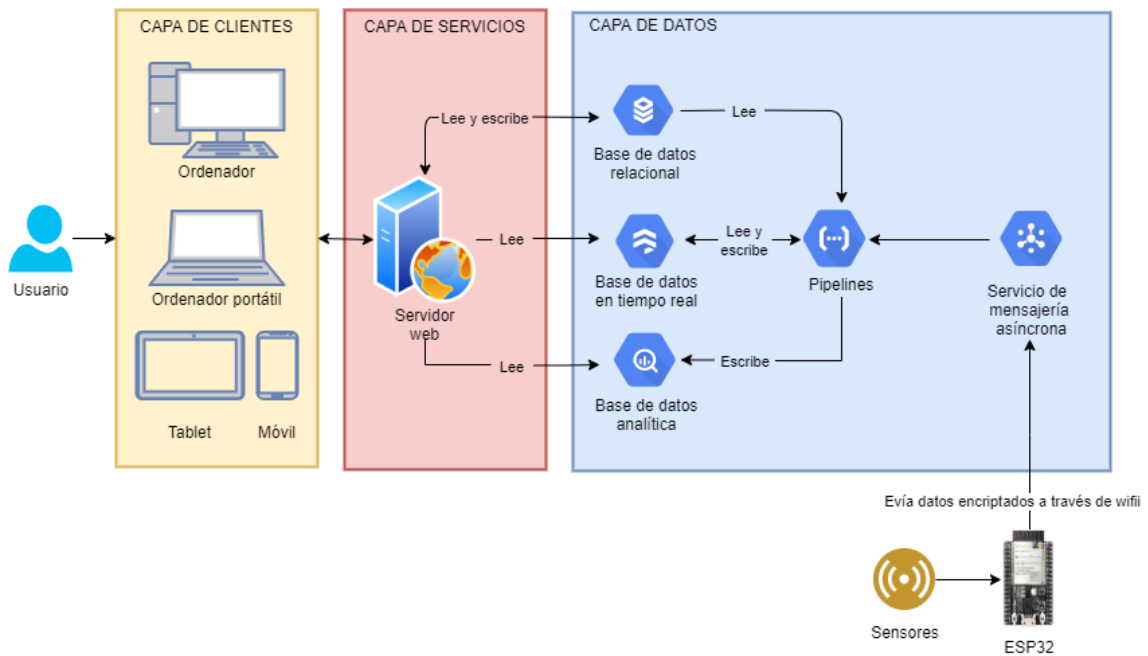 CAPA DE CLIENTES
CAPA DE SERVICIOS
CAPA DE DATOS
Ordenador
Ordenador portátil
Tablet
Móvil
Usuario
Servidor
web
Lee y escribe
Lee
Lee
Base de datos
relacional
Base de datos
en tiempo real
Base de datos
analítica
Lee
Lee y
escribe
Escribe
Pipelines
Servicio de
mensajería
asíncrona
Evía datos encriptados a través de wifii
Sensores
ESP32